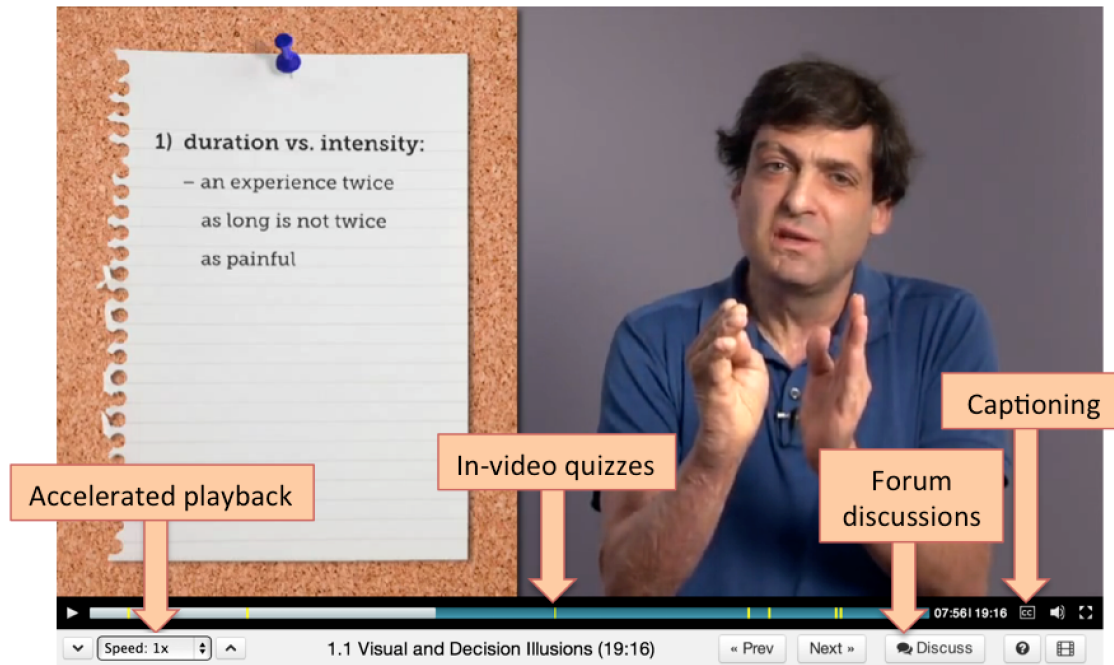 1) duration vs. intensity:
– an experience twice
as long is not twice
as painful
Captioning
In-video quizzes
Forum
discussions
Accelerated playback
07:56 | 19:16
CC
Speed: 1x
1.1 Visual and Decision Illusions (19:16)
« Prev
Next »
Discuss
?